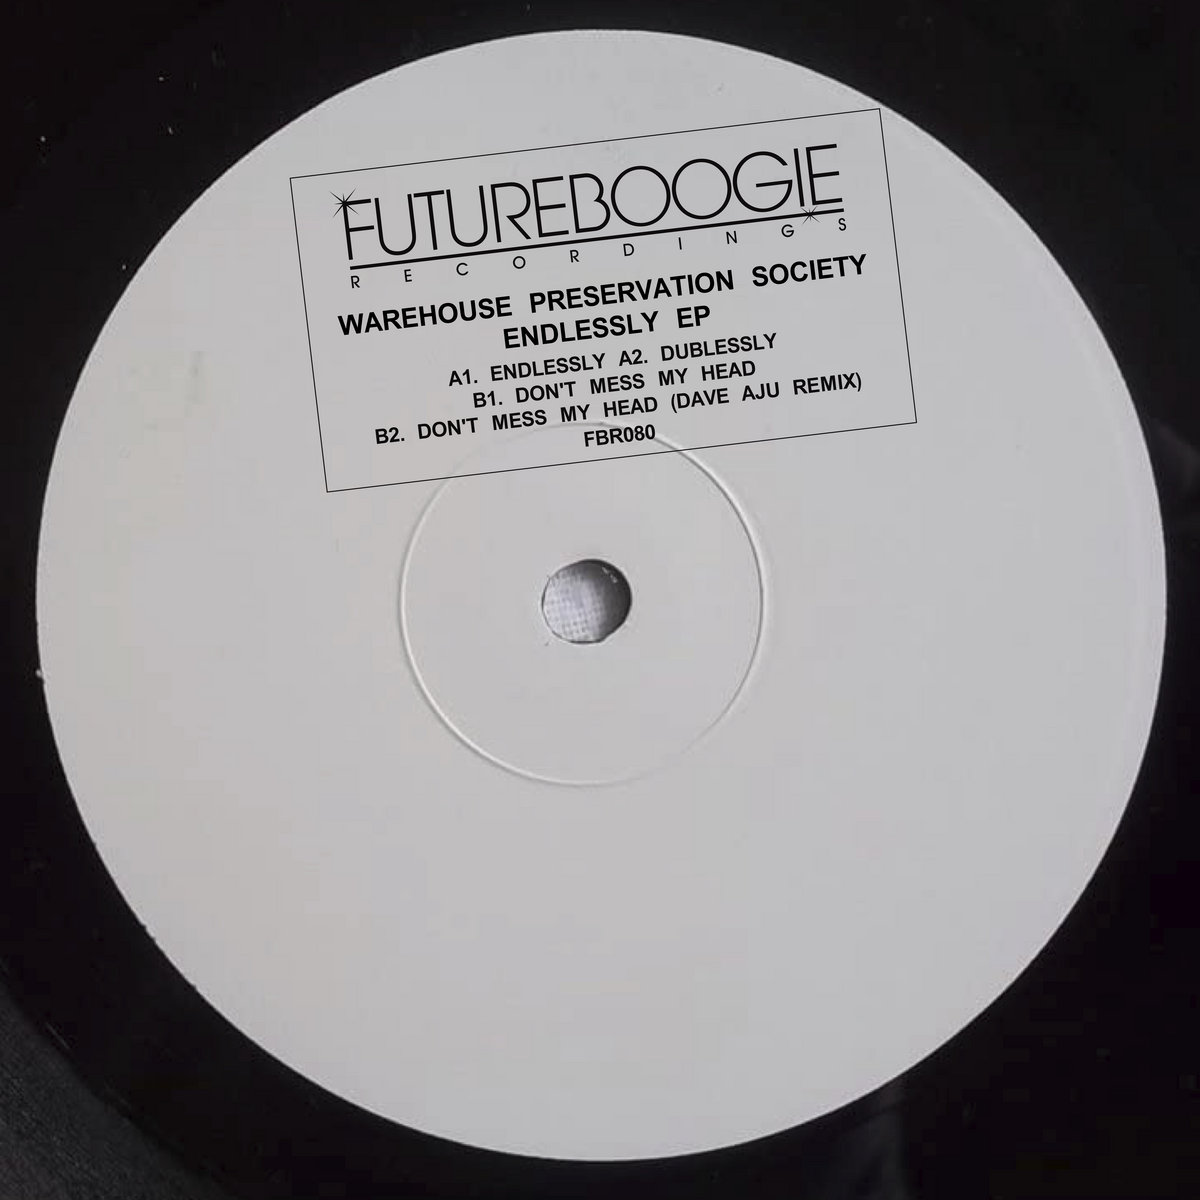 FUTUREBOOGIE
RECORDINGS
WAREHOUSE PRESERVATION SOCIETY
ENDLESSLY EP
A1. ENDLESSLY A2. DUBLESSLY
B1. DON'T MESS MY HEAD
B2. DON'T MESS MY HEAD (DAVE AJU REMIX)
FBR080